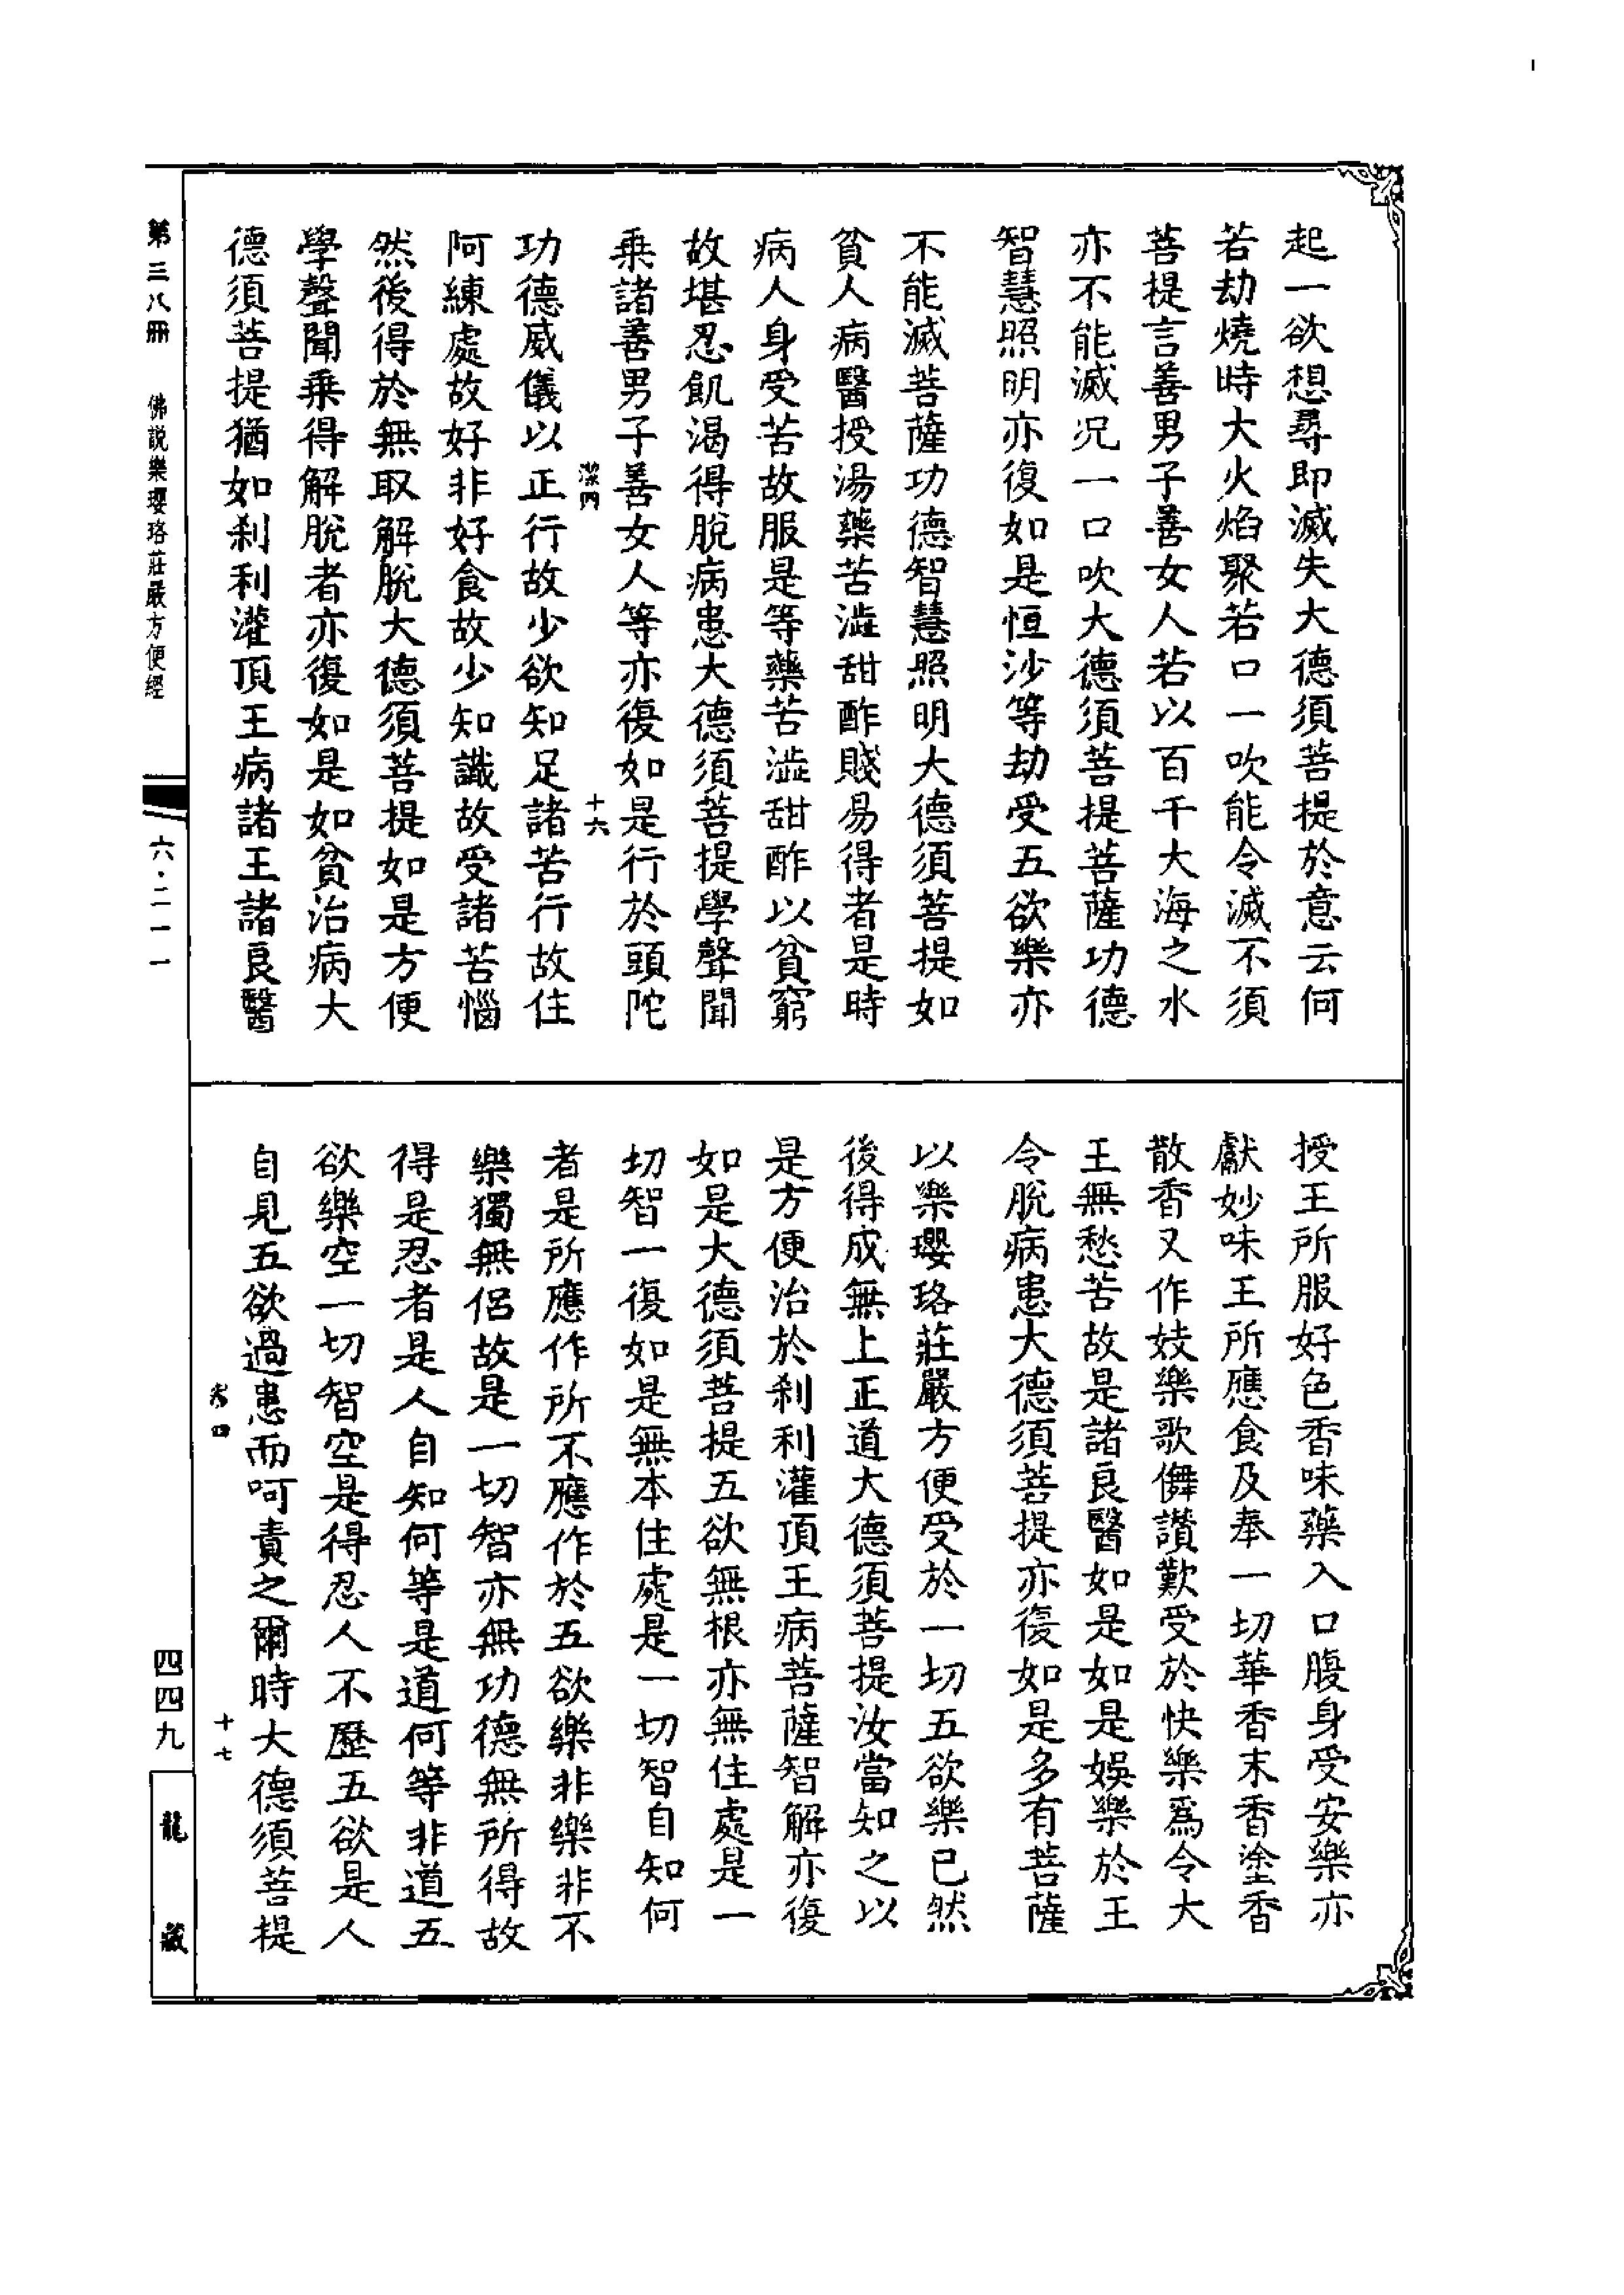 起一欲想尋即滅失大德須菩提於意云何
若劫燒時大火焰聚若口一吹能令滅不須
菩提言善男子善女人若以百千大海之水
亦不能滅況一口吹大德須菩提菩薩功德
智慧照明亦復如是恒沙等劫受五欲樂亦
不能滅菩薩功德智慧照明大德須菩提如
貧人病醫授湯藥苦澁甜酢賤易得者是時
病人身受苦故服是等藥苦澁甜酢以貧窮
故堪忍飢渴得脫病患大德須菩提學聲聞
乘諸善男子善女人等亦復如是行於頭陀
潔四
十六
功德威儀以正行故少欲知足諸苦行故住
阿練處故好非好食故少知識故受諸苦惱
然後得於無取解脫大德須菩提如是方便
學聲聞乘得解脫者亦復如是如貧治病大
德須菩提猶如刹利灌頂王病諸王諸良醫
授王所服好色香味藥入口腹身受安樂亦
獻妙味王所應食及奉一切華香末香塗香
散香又作妓樂歌儛讚歎受於快樂爲令大
王無愁苦故是諸良醫如是如是娛樂於王
令脫病患大德須菩提亦復如是多有菩薩
以樂瓔珞莊嚴方便受於一切五欲樂已然
後得成無上正道大德須菩提汝當知之以
是方便治於刹利灌頂王病菩薩智解亦復
如是大德須菩提五欲無根亦無住處是一
切智一復如是無本住處是一切智自知何
者是所應作所不應作於五欲樂非樂非不
樂獨無侶故是一切智亦無功德無所得故
得是忍者是人自知何等是道何等非道五
欲樂空一切智空是得忍人不歷五欲是人
自見五欲過患而呵責之爾時大德須菩提
十七
第三八冊
佛說樂瓔珞莊嚴方便經
六·二一一
四四九
龍藏